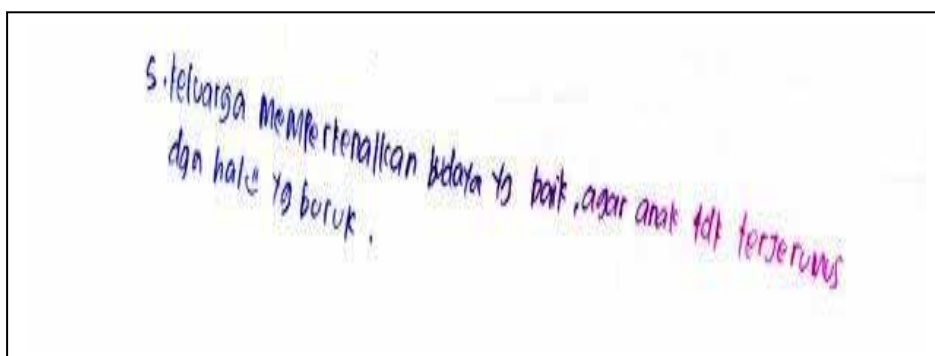 5. keluarga memperkenalkan budaya yg baik, agar anak tdk terjerumus
dgn hal² yg buruk.